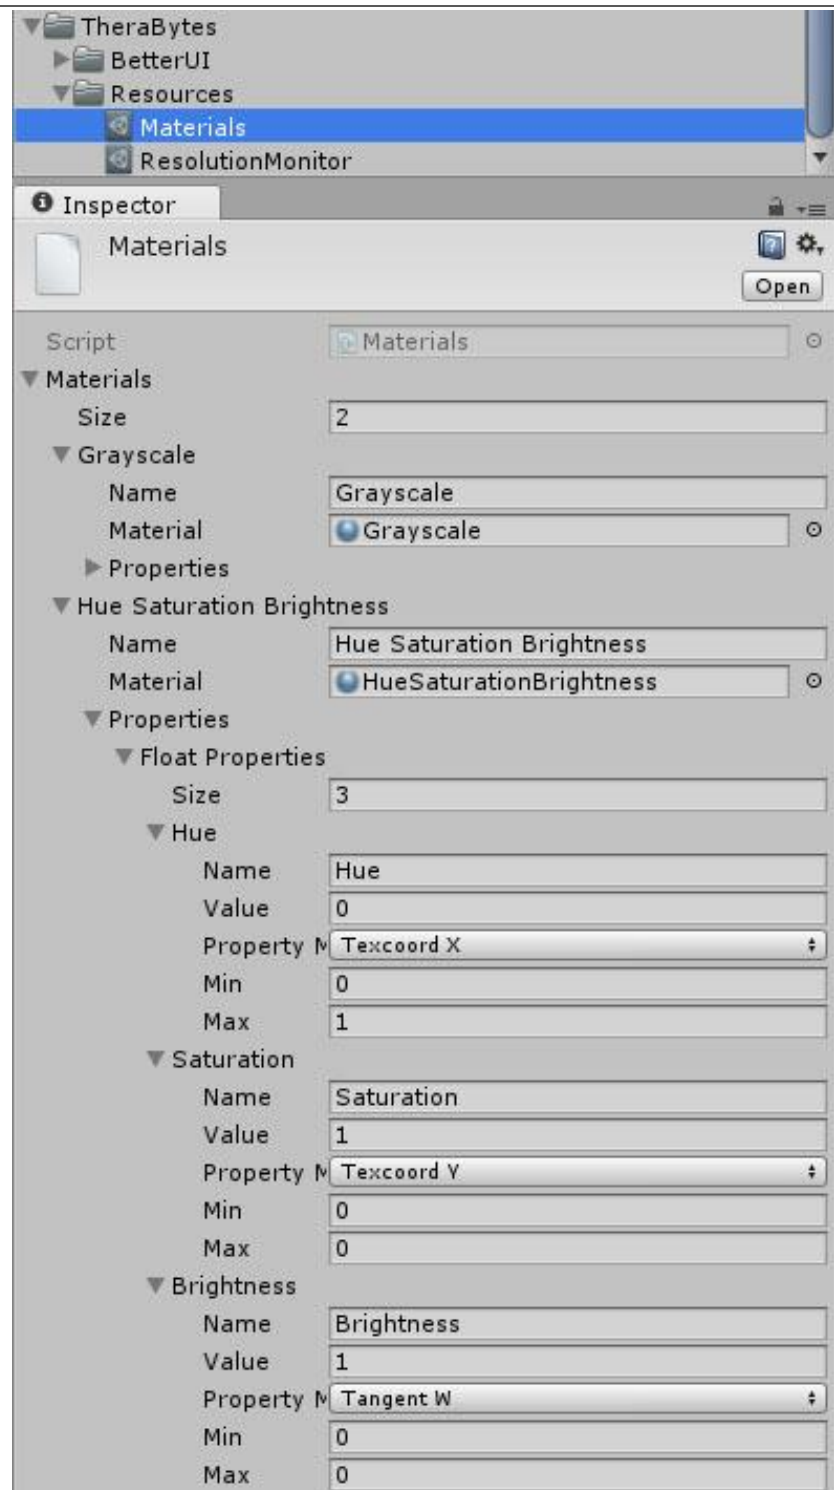 TheraBytes
BetterUI
Resources
Materials
ResolutionMonitor
Inspector
Materials
Open
Script Materials
Materials
Size 2
Grayscale
Name Grayscale
Material Grayscale
Properties
Hue Saturation Brightness
Name Hue Saturation Brightness
Material HueSaturationBrightness
Properties
Float Properties
Size 3
Hue
Name Hue
Value 0
Property M Texcoord X
Min 0
Max 1
Saturation
Name Saturation
Value 1
Property M Texcoord Y
Min 0
Max 0
Brightness
Name Brightness
Value 1
Property M Tangent W
Min 0
Max 0